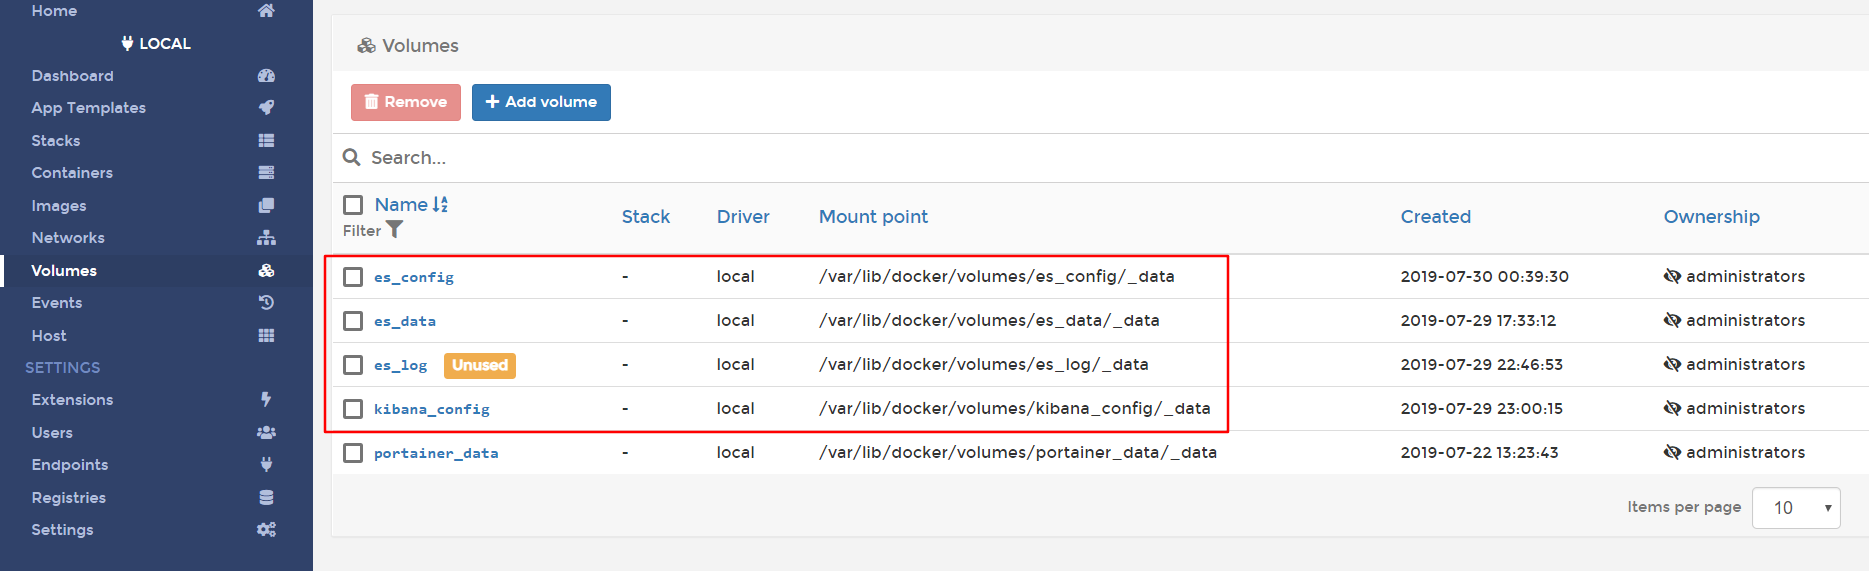 Home
LOCAL
Dashboard
App Templates
Stacks
Containers
Images
Networks
Volumes
Events
Host
SETTINGS
Extensions
Users
Endpoints
Registries
Settings
Volumes
Remove
Add volume
Search...
Name Stack Driver Mount point Created Ownership
Filter
es_config - local /var/lib/docker/volumes/es_config/_data 2019-07-30 00:39:30 administrators
es_data - local /var/lib/docker/volumes/es_data/_data 2019-07-29 17:33:12 administrators
es_log Unused - local /var/lib/docker/volumes/es_log/_data 2019-07-29 22:46:53 administrators
kibana_config - local /var/lib/docker/volumes/kibana_config/_data 2019-07-29 23:00:15 administrators
portainer_data - local /var/lib/docker/volumes/portainer_data/_data 2019-07-22 13:23:43 administrators
Items per page 10